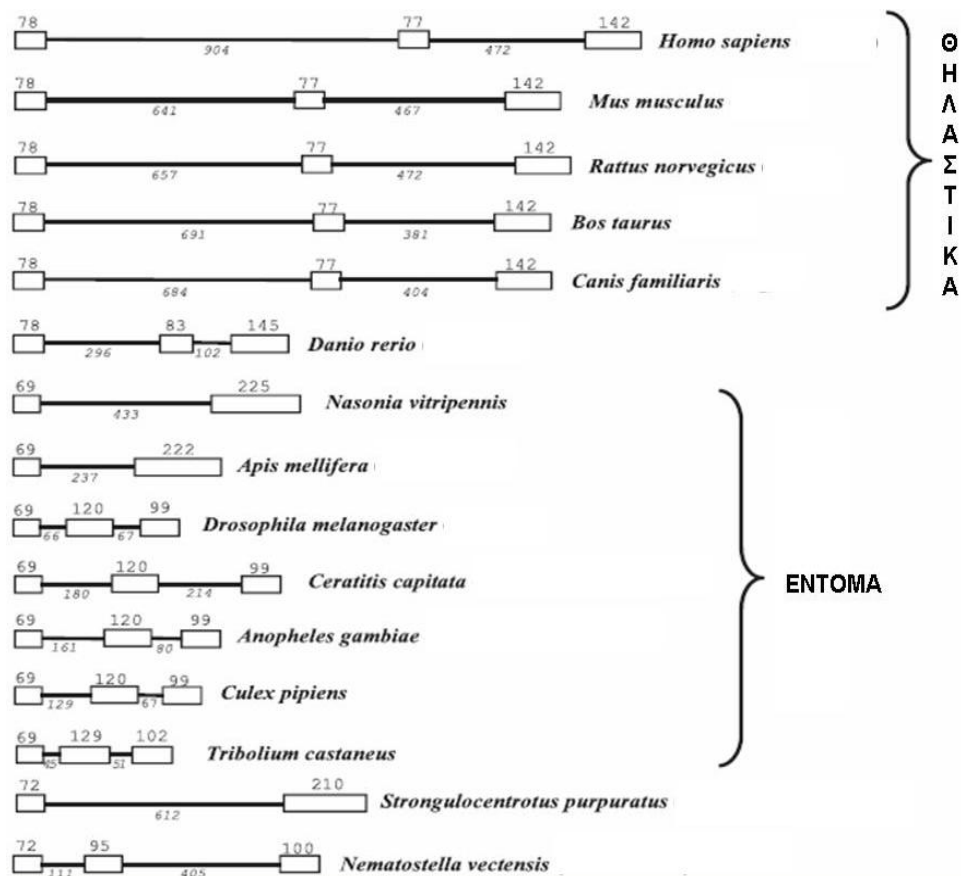 78 77 142
904 472 Homo sapiens
78 77 142
641 467 Mus musculus
78 77 142
657 472 Rattus norvegicus
78 77 142
691 381 Bos taurus
78 77 142
684 404 Canis familiaris
ΘΗΛΑΣΤΙΚΑ
78 83 145
296 102 Danio rerio
69 225
433 Nasonia vitripennis
69 222
237 Apis mellifera
69 120 99
66 67 Drosophila melanogaster
69 120 99
180 214 Ceratitis capitata
69 120 99
161 80 Anopheles gambiae
69 120 99
129 67 Culex pipiens
69 129 102
45 51 Tribolium castaneus
ΕΝΤΟΜΑ
72 210
612 Strongulocentrotus purpuratus
72 95 100
111 405 Nematostella vectensis